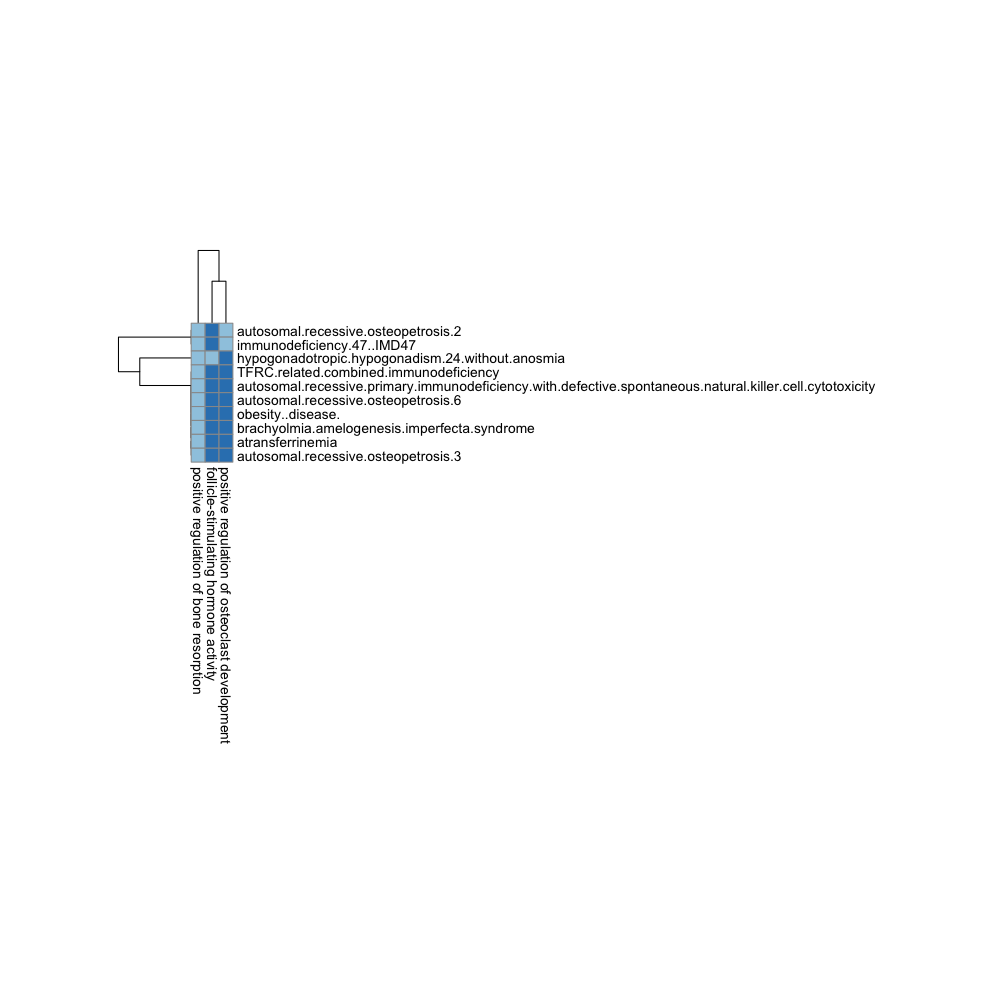 autosomal.recessive.osteopetrosis.2
immunodeficiency.47..IMD47
hypogonadotropic.hypogonadism.24.without.anosmia
TFRC.related.combined.immunodeficiency
autosomal.recessive.primary.immunodeficiency.with.defective.spontaneous.natural.killer.cell.cytotoxicity
autosomal.recessive.osteopetrosis.6
obesity..disease.
brachyolmia.amelogenesis.imperfecta.syndrome
atransferrinemia
autosomal.recessive.osteopetrosis.3
positive regulation of bone resorption
follicle-stimulating hormone activity
positive regulation of osteoclast development